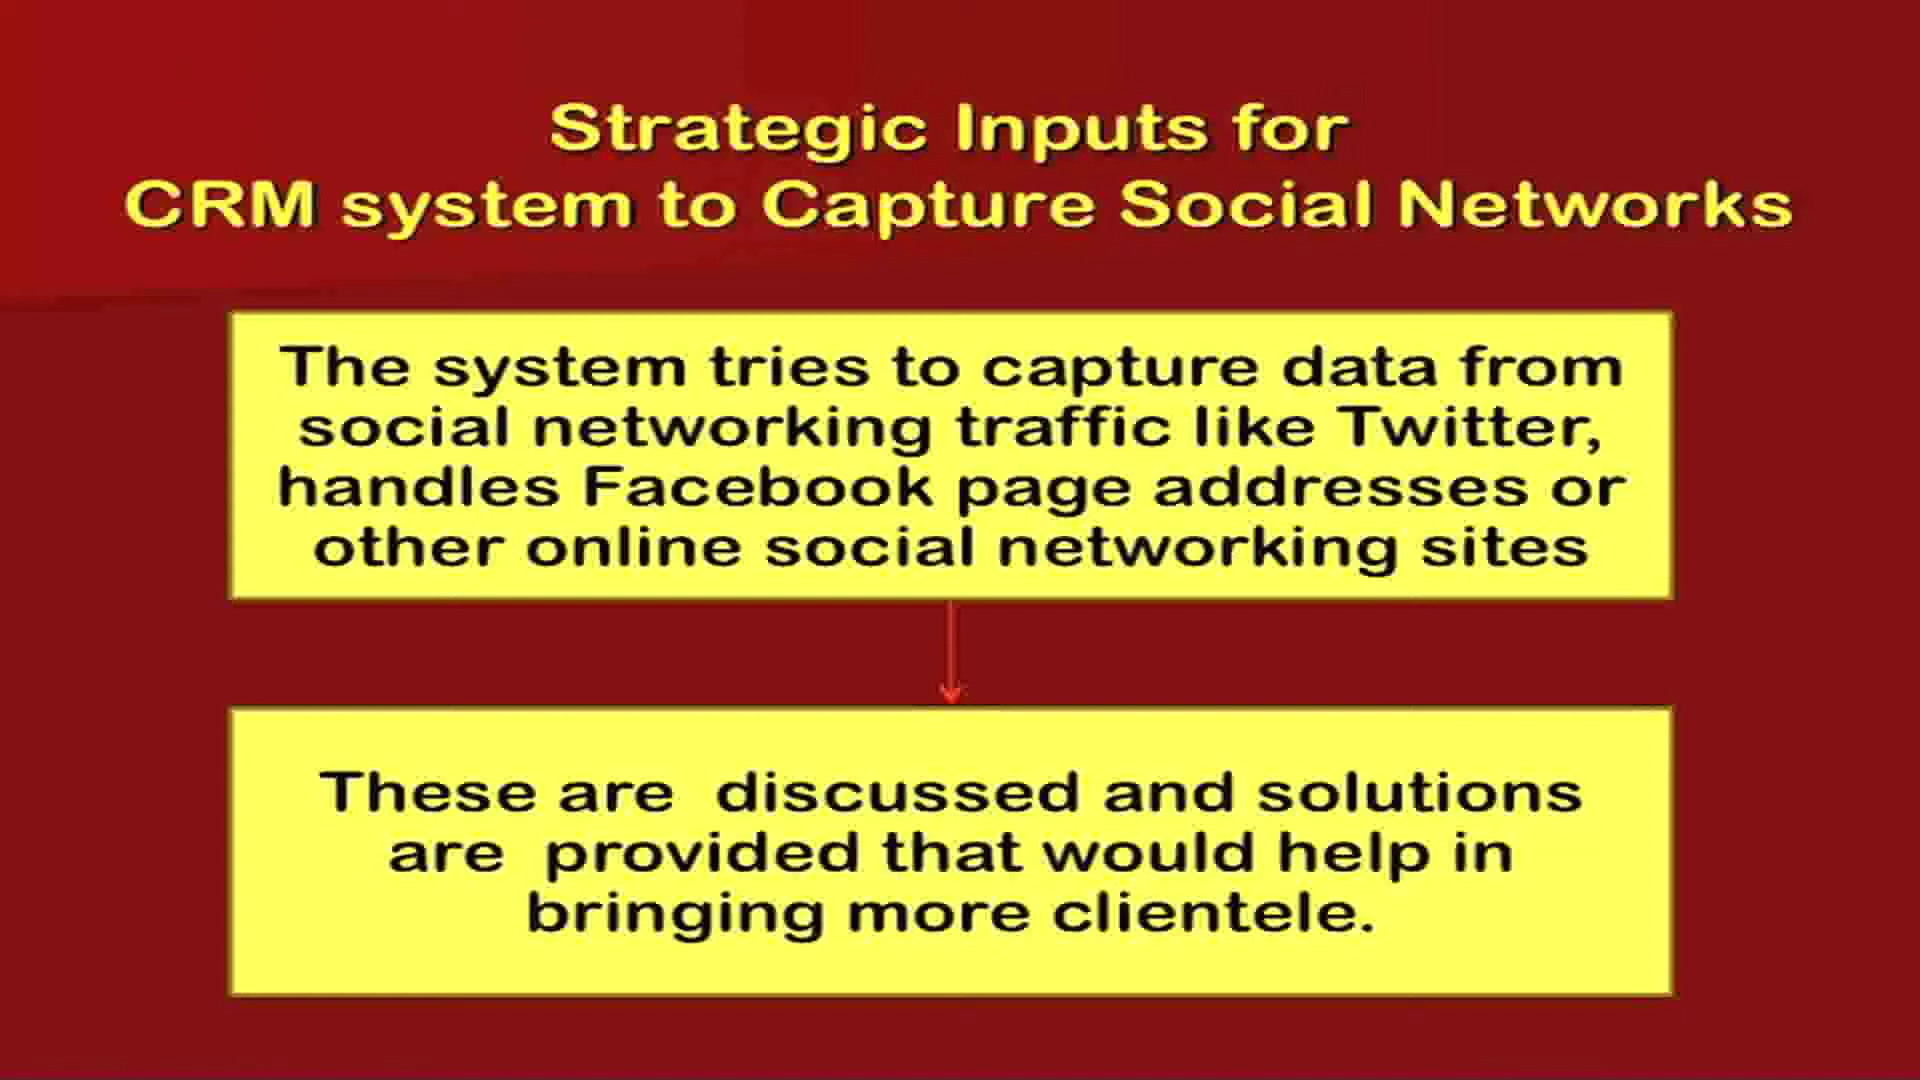 Strategic Inputs for
CRM system to Capture Social Networks
The system tries to capture data from
social networking traffic like Twitter,
handles Facebook page addresses or
other online social networking sites
These are discussed and solutions
are provided that would help in
bringing more clientele.